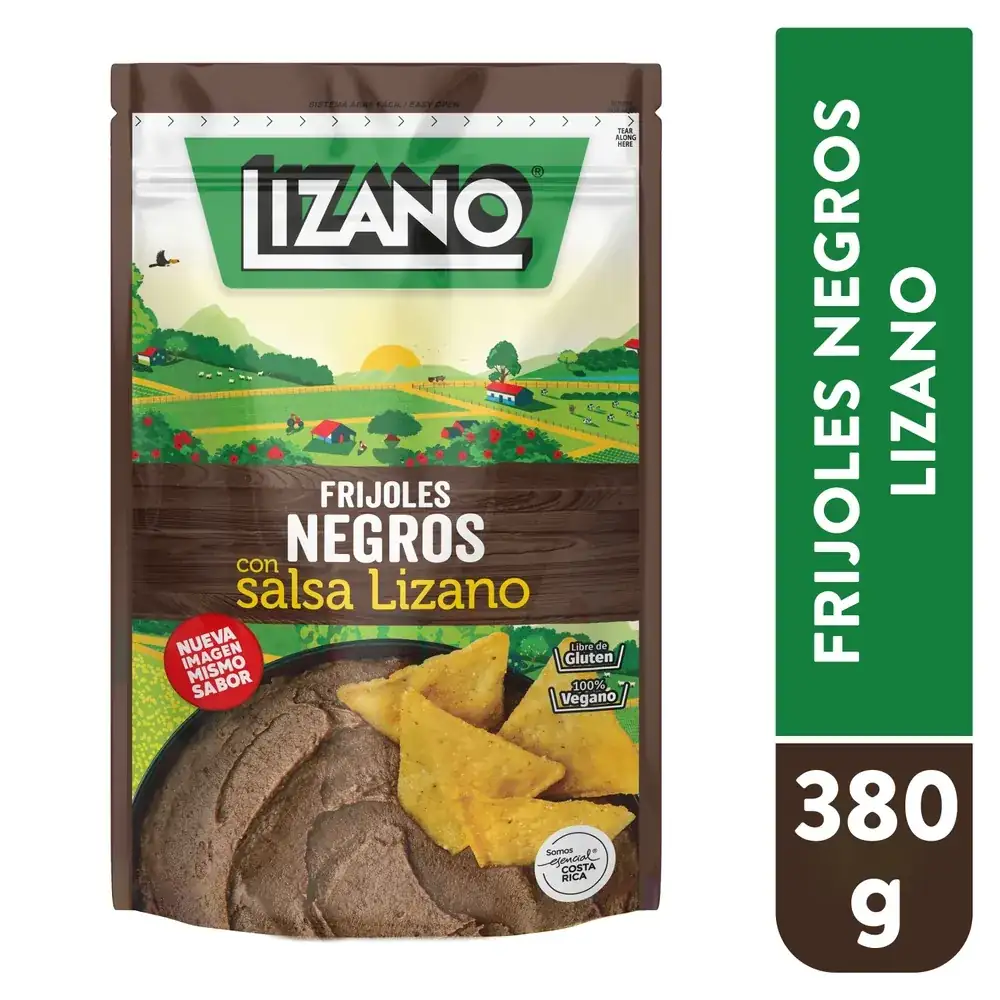 SISTEMA ABRE FÁCIL / EASY OPEN
TEAR
ALONG
HERE
LIZANO®
FRIJOLES
NEGROS
con
salsa Lizano
NUEVA
IMAGEN
MISMO
SABOR
Libre de
Gluten
100%
Vegano
Somos
esencial®
COSTA
RICA
FRIJOLES NEGROS
LIZANO
380
g